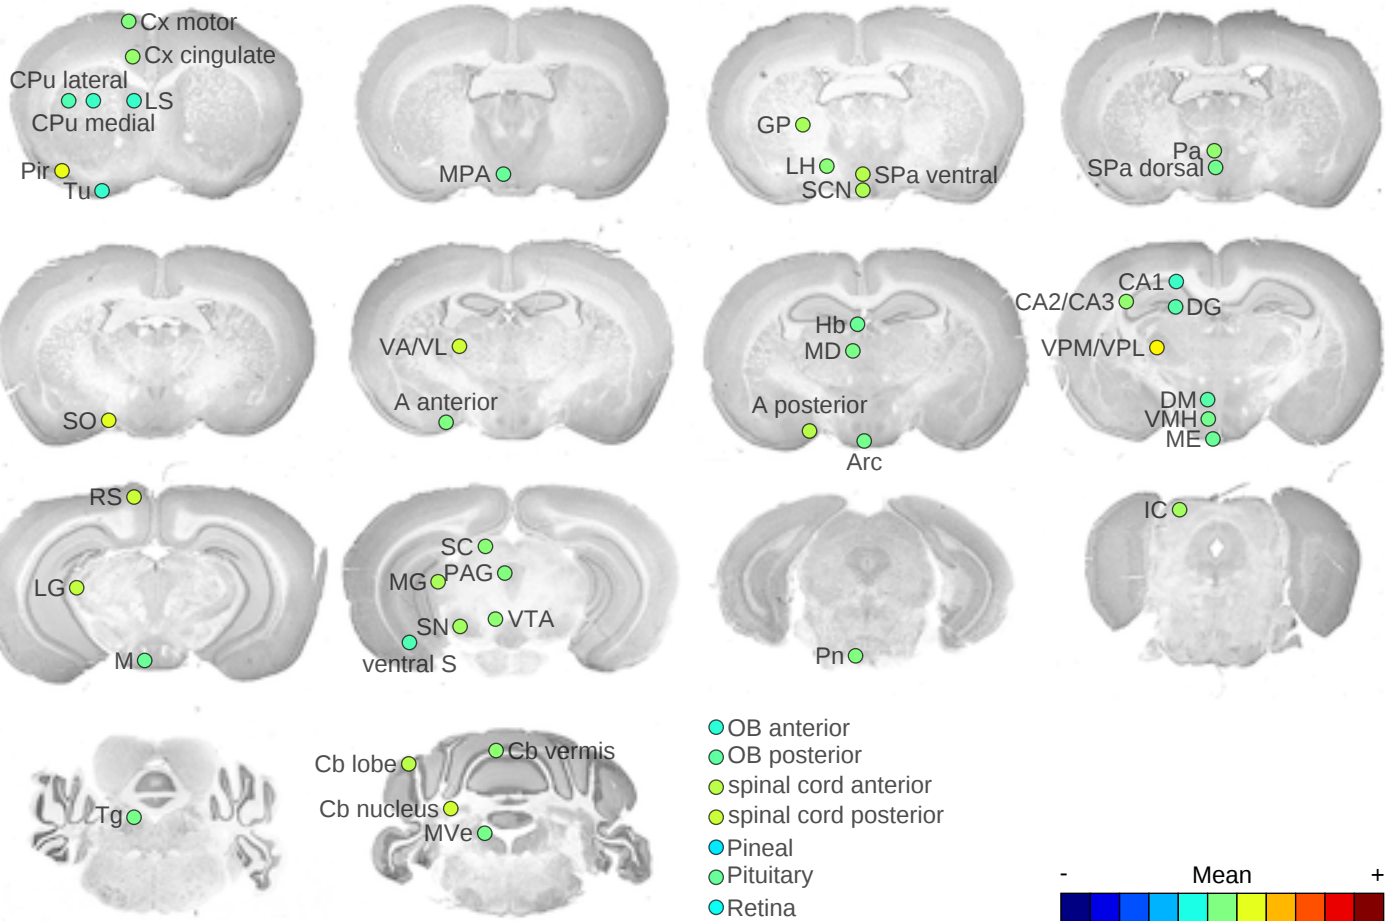 Cx motor
Cx cingulate
CPu lateral
LS
CPu medial
Pir
Tu
MPA
GP
LH
SPa ventral
SCN
Pa
SPa dorsal
SO
VA/VL
A anterior
Hb
MD
A posterior
Arc
CA1
CA2/CA3
DG
VPM/VPL
DM
VMH
ME
RS
LG
M
SC
PAG
MG
VTA
SN
ventral S
Pn
IC
Tg
Cb vermis
Cb lobe
Cb nucleus
MVe
OB anterior
OB posterior
spinal cord anterior
spinal cord posterior
Pineal
Pituitary
Retina
- Mean +